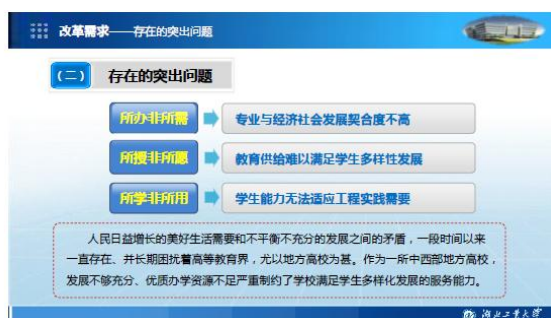 改革需求——存在的突出问题
（二） 存在的突出问题
所办非所需 专业与经济社会发展契合度不高
所授非所愿 教育供给难以满足学生多样性发展
所学非所用 学生能力无法适应工程实践需要
人民日益增长的美好生活需要和不平衡不充分的发展之间的矛盾，一段时间以来
一直存在、并长期困扰着高等教育界，尤以地方高校为甚。作为一所中西部地方高校，
发展不够充分、优质办学资源不足严重制约了学校满足学生多样化发展的服务能力。
湖北工业大学